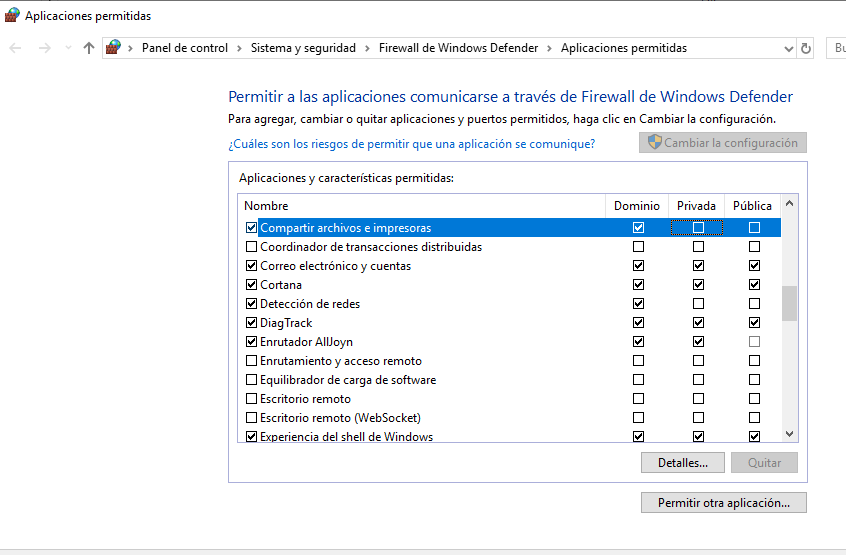 Aplicaciones permitidas
Panel de control > Sistema y seguridad > Firewall de Windows Defender > Aplicaciones permitidas
Permitir a las aplicaciones comunicarse a través de Firewall de Windows Defender
Para agregar, cambiar o quitar aplicaciones y puertos permitidos, haga clic en Cambiar la configuración.
¿Cuáles son los riesgos de permitir que una aplicación se comunique?
Cambiar la configuración
Aplicaciones y características permitidas:
Nombre Dominio Privada Pública
Compartir archivos e impresoras
Coordinador de transacciones distribuidas
Correo electrónico y cuentas
Cortana
Detección de redes
DiagTrack
Enrutador AllJoyn
Enrutamiento y acceso remoto
Equilibrador de carga de software
Escritorio remoto
Escritorio remoto (WebSocket)
Experiencia del shell de Windows
Detalles... Quitar
Permitir otra aplicación...